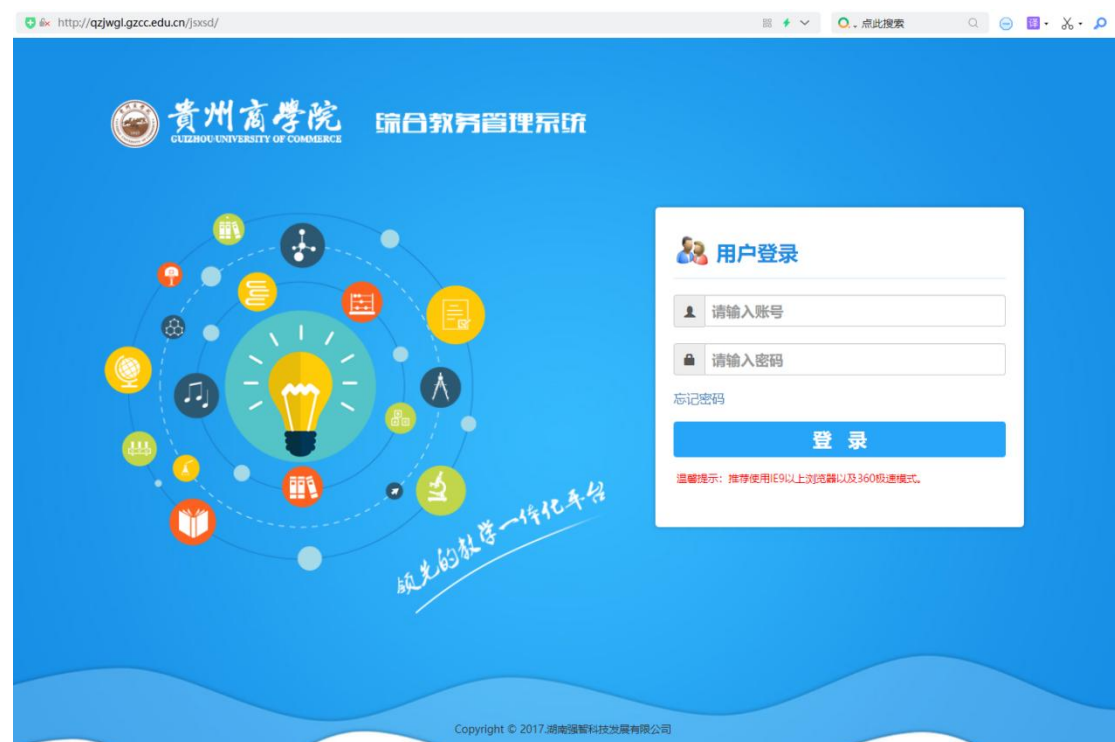 http://qzjwgl.gzcc.edu.cn/jsxsd/
点此搜索
译
貴州商學院
GUIZHOU UNIVERSITY OF COMMERCE
综合教务管理系统
用户登录
请输入账号
请输入密码
忘记密码
登 录
温馨提示：推荐使用IE9以上浏览器以及360极速模式。
领先的教学一体化平台
Copyright © 2017.湖南强智科技发展有限公司